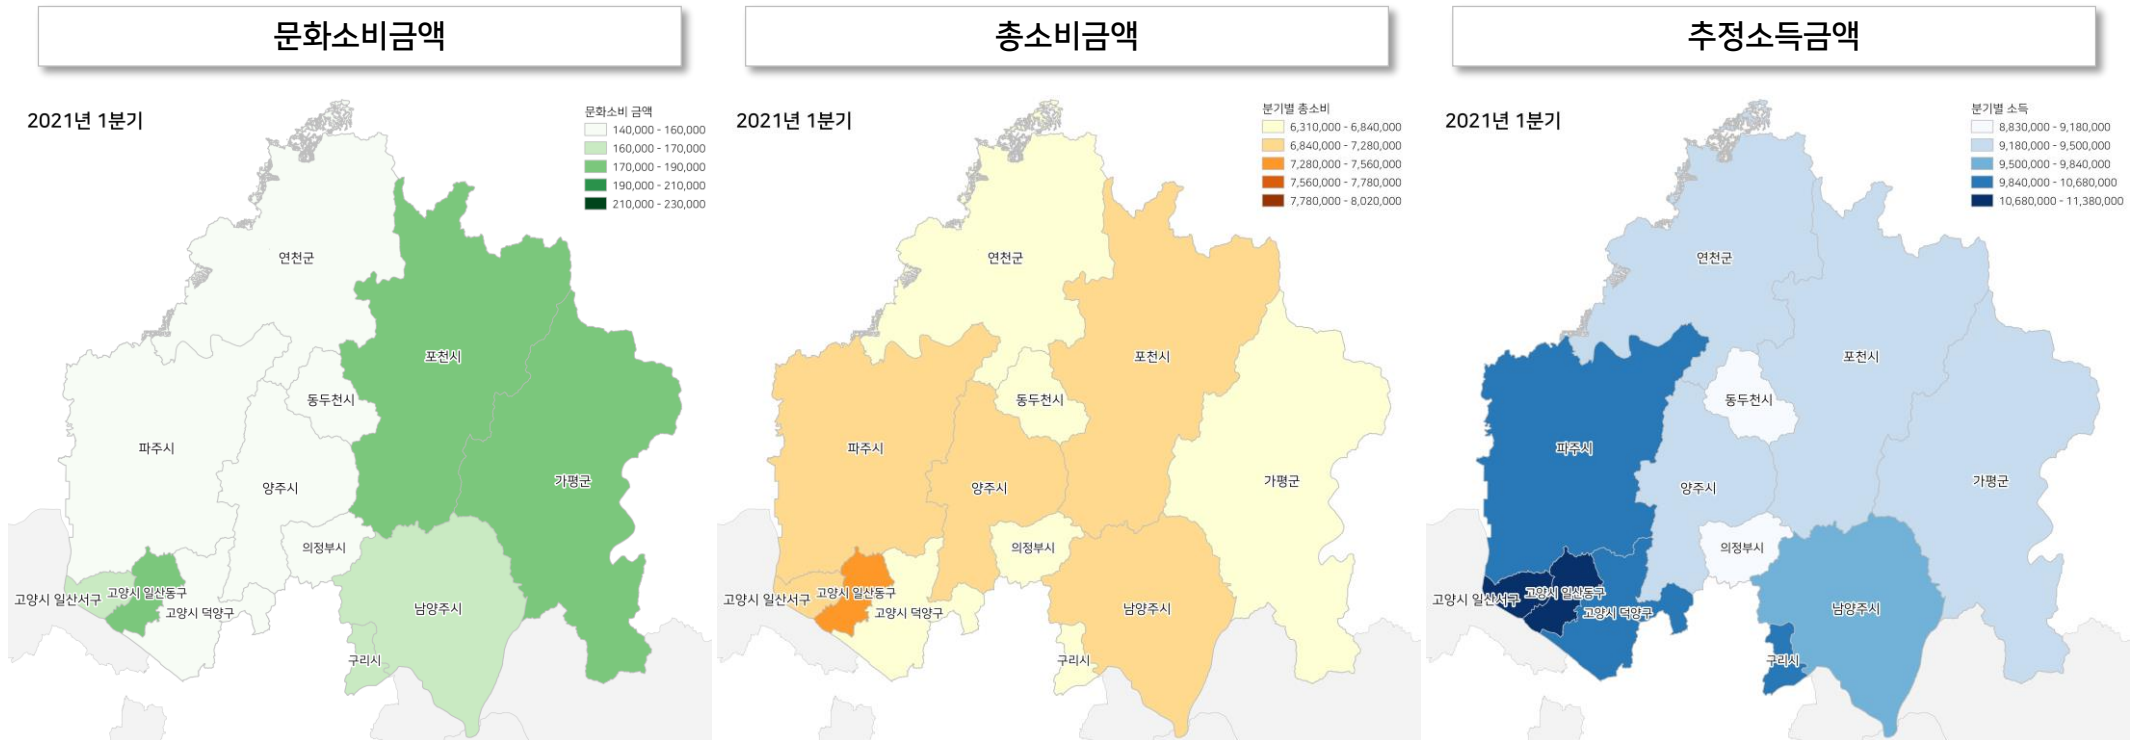 문화소비금액
2021년 1분기
문화소비 금액
140,000 - 160,000
160,000 - 170,000
170,000 - 190,000
190,000 - 210,000
210,000 - 230,000
연천군
포천시
동두천시
파주시
가평군
양주시
의정부시
고양시 일산동구
고양시 일산서구
고양시 덕양구
남양주시
구리시
총소비금액
2021년 1분기
분기별 총소비
6,310,000 - 6,840,000
6,840,000 - 7,280,000
7,280,000 - 7,560,000
7,560,000 - 7,780,000
7,780,000 - 8,020,000
연천군
포천시
동두천시
파주시
가평군
양주시
의정부시
고양시 일산동구
고양시 일산서구
고양시 덕양구
남양주시
구리시
추정소득금액
2021년 1분기
분기별 소득
8,830,000 - 9,180,000
9,180,000 - 9,500,000
9,500,000 - 9,840,000
9,840,000 - 10,680,000
10,680,000 - 11,380,000
연천군
포천시
동두천시
파주시
가평군
양주시
의정부시
고양시 일산동구
고양시 일산서구
고양시 덕양구
남양주시
구리시